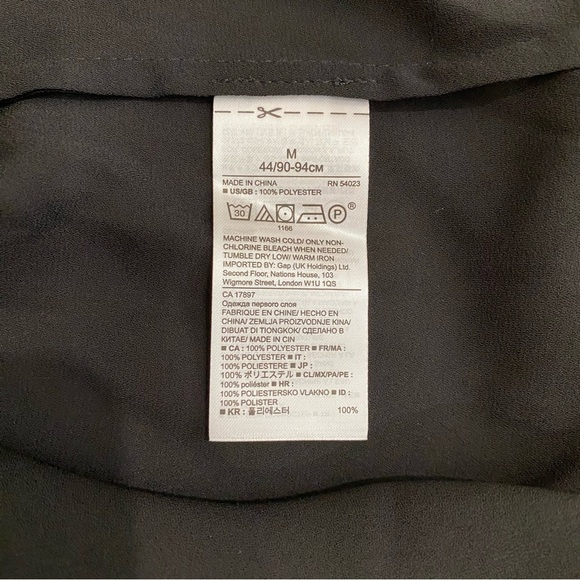 M
44/90-94CM
MADE IN CHINA RN 54023
■ US/GB : 100% POLYESTER
30 P ®
1166
MACHINE WASH COLD/ ONLY NON-
CHLORINE BLEACH WHEN NEEDED/
TUMBLE DRY LOW/ WARM IRON
IMPORTED BY: Gap (UK Holdings) Ltd.
Second Floor, Nations House, 103
Wigmore Street, London W1U 1QS
CA 17897
Одежда первого слоя
FABRIQUE EN CHINE/ HECHO EN
CHINA/ ZEMLJA PROIZVODNJE KINA/
DIBUAT DI TIONGKOK/ СДЕЛАНО В
КИТАЕ/ MADE IN CIN
■ CA : 100% POLYESTER ■ FR/MA :
100% POLYESTER ■ IT :
100% POLIESTERE ■ JP :
100% ポリエステル ■ CL/MX/PA/PE :
100% poliéster ■ HR :
100% POLIESTERSKO VLAKNO ■ ID :
100% POLISTER
■ KR : 폴리에스터 100%